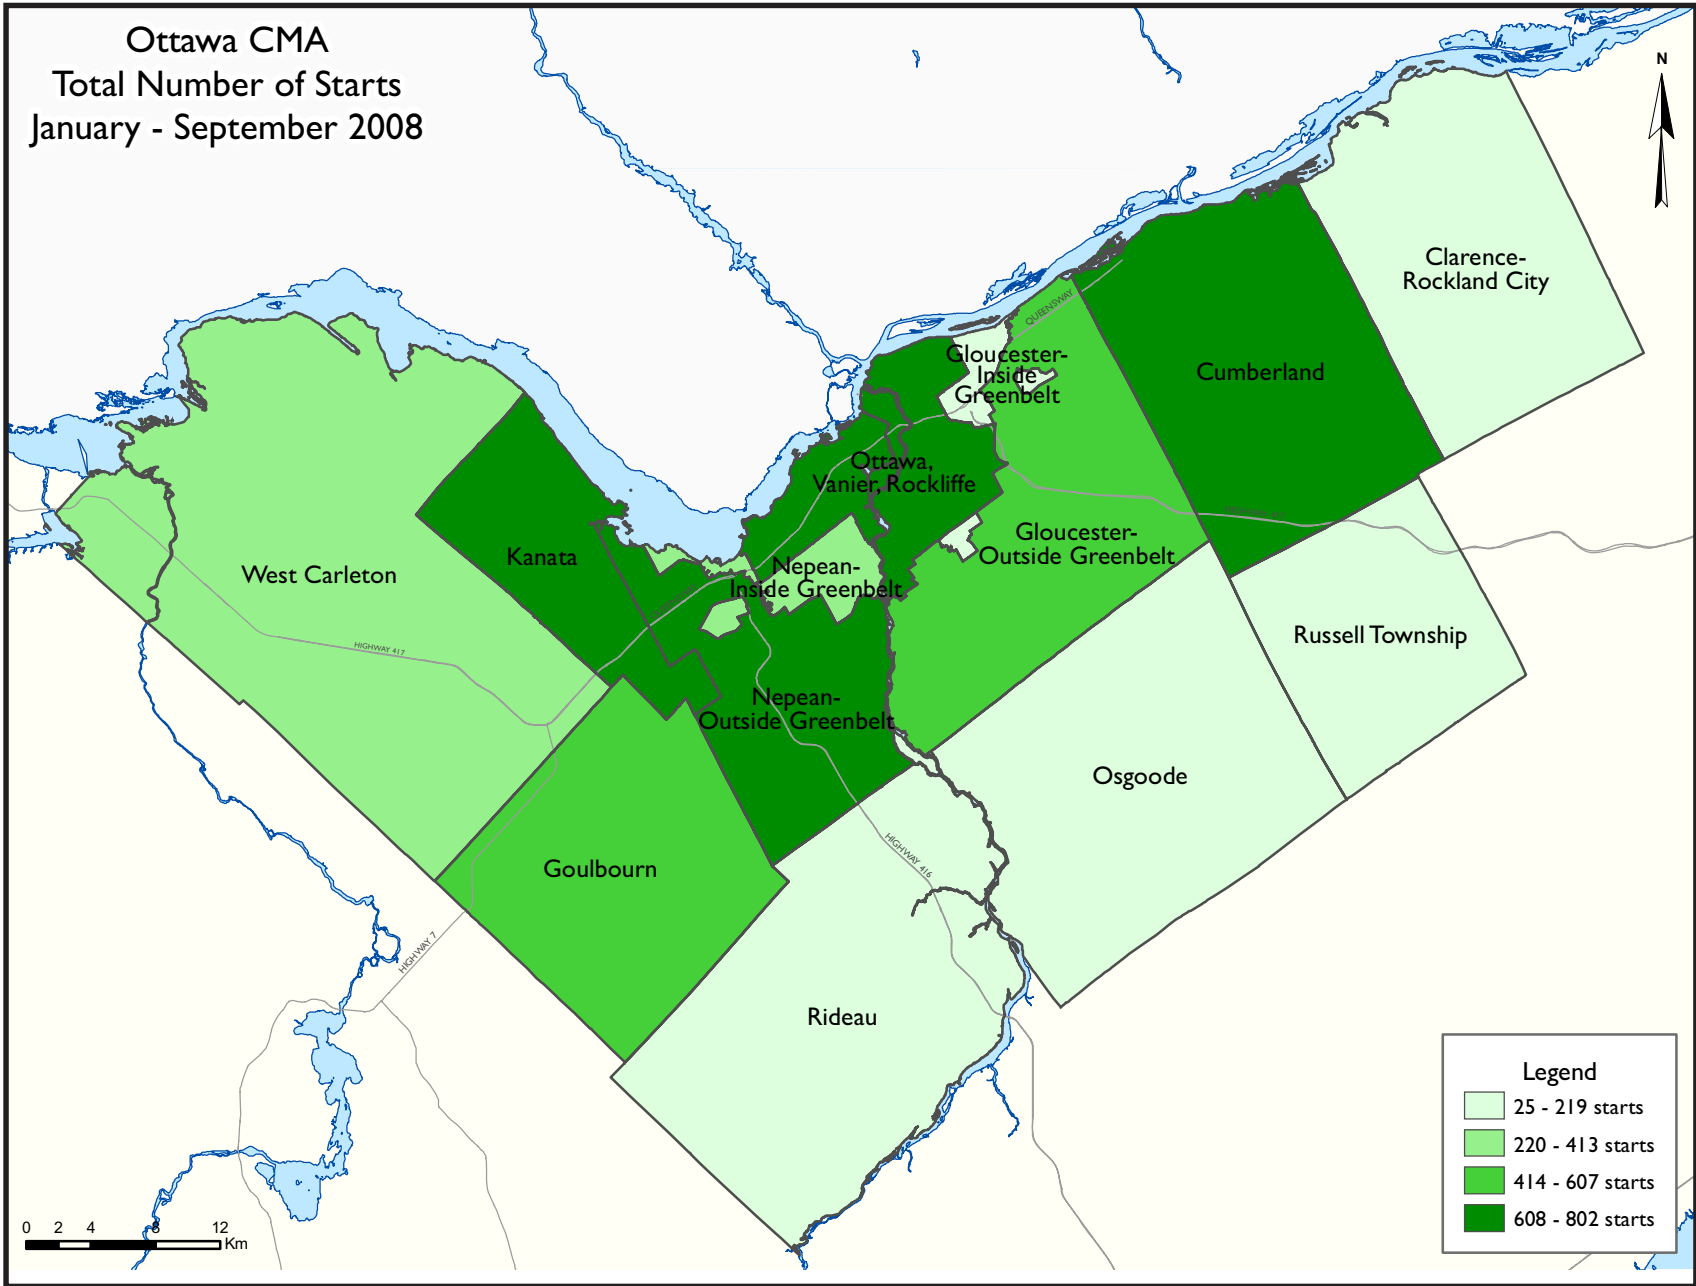 Ottawa CMA
Total Number of Starts
January - September 2008
N
Clarence-
Rockland City
QUEENSWAY
Gloucester-
Inside
Greenbelt
Cumberland
Ottawa,
Vanier, Rockliffe
Gloucester-
Outside Greenbelt
Kanata
West Carleton
Nepean-
Inside Greenbelt
HIGHWAY 417
Russell Township
Nepean-
Outside Greenbelt
Osgoode
Goulbourn
HIGHWAY 416
HIGHWAY 7
Rideau
Legend
25 - 219 starts
220 - 413 starts
414 - 607 starts
608 - 802 starts
0 2 4 8 12
Km